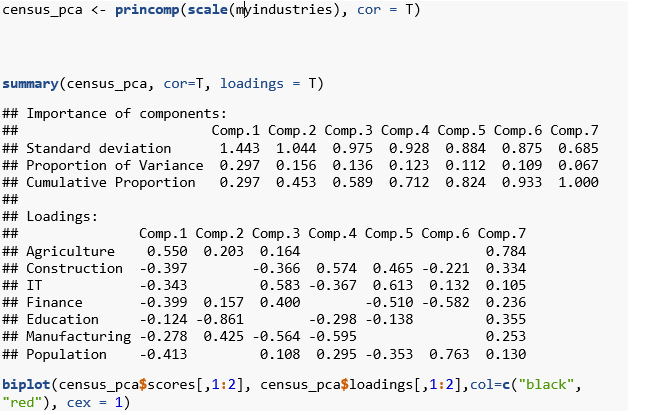 census_pca <- princomp(scale(myindustries), cor = T)
summary(census_pca, cor=T, loadings = T)
## Importance of components:
##                        Comp.1 Comp.2 Comp.3 Comp.4 Comp.5 Comp.6 Comp.7
## Standard deviation      1.443  1.044  0.975  0.928  0.884  0.875  0.685
## Proportion of Variance  0.297  0.156  0.136  0.123  0.112  0.109  0.067
## Cumulative Proportion   0.297  0.453  0.589  0.712  0.824  0.933  1.000
##
## Loadings:
##               Comp.1 Comp.2 Comp.3 Comp.4 Comp.5 Comp.6 Comp.7
## Agriculture    0.550  0.203  0.164                       0.784
## Construction  -0.397        -0.366  0.574  0.465 -0.221  0.334
## IT            -0.343         0.583 -0.367  0.613  0.132  0.105
## Finance       -0.399  0.157  0.400        -0.510 -0.582  0.236
## Education     -0.124 -0.861        -0.298 -0.138         0.355
## Manufacturing -0.278  0.425 -0.564 -0.595                0.253
## Population    -0.413         0.108  0.295 -0.353  0.763  0.130
biplot(census_pca$scores[,1:2], census_pca$loadings[,1:2],col=c("black",
"red"), cex = 1)